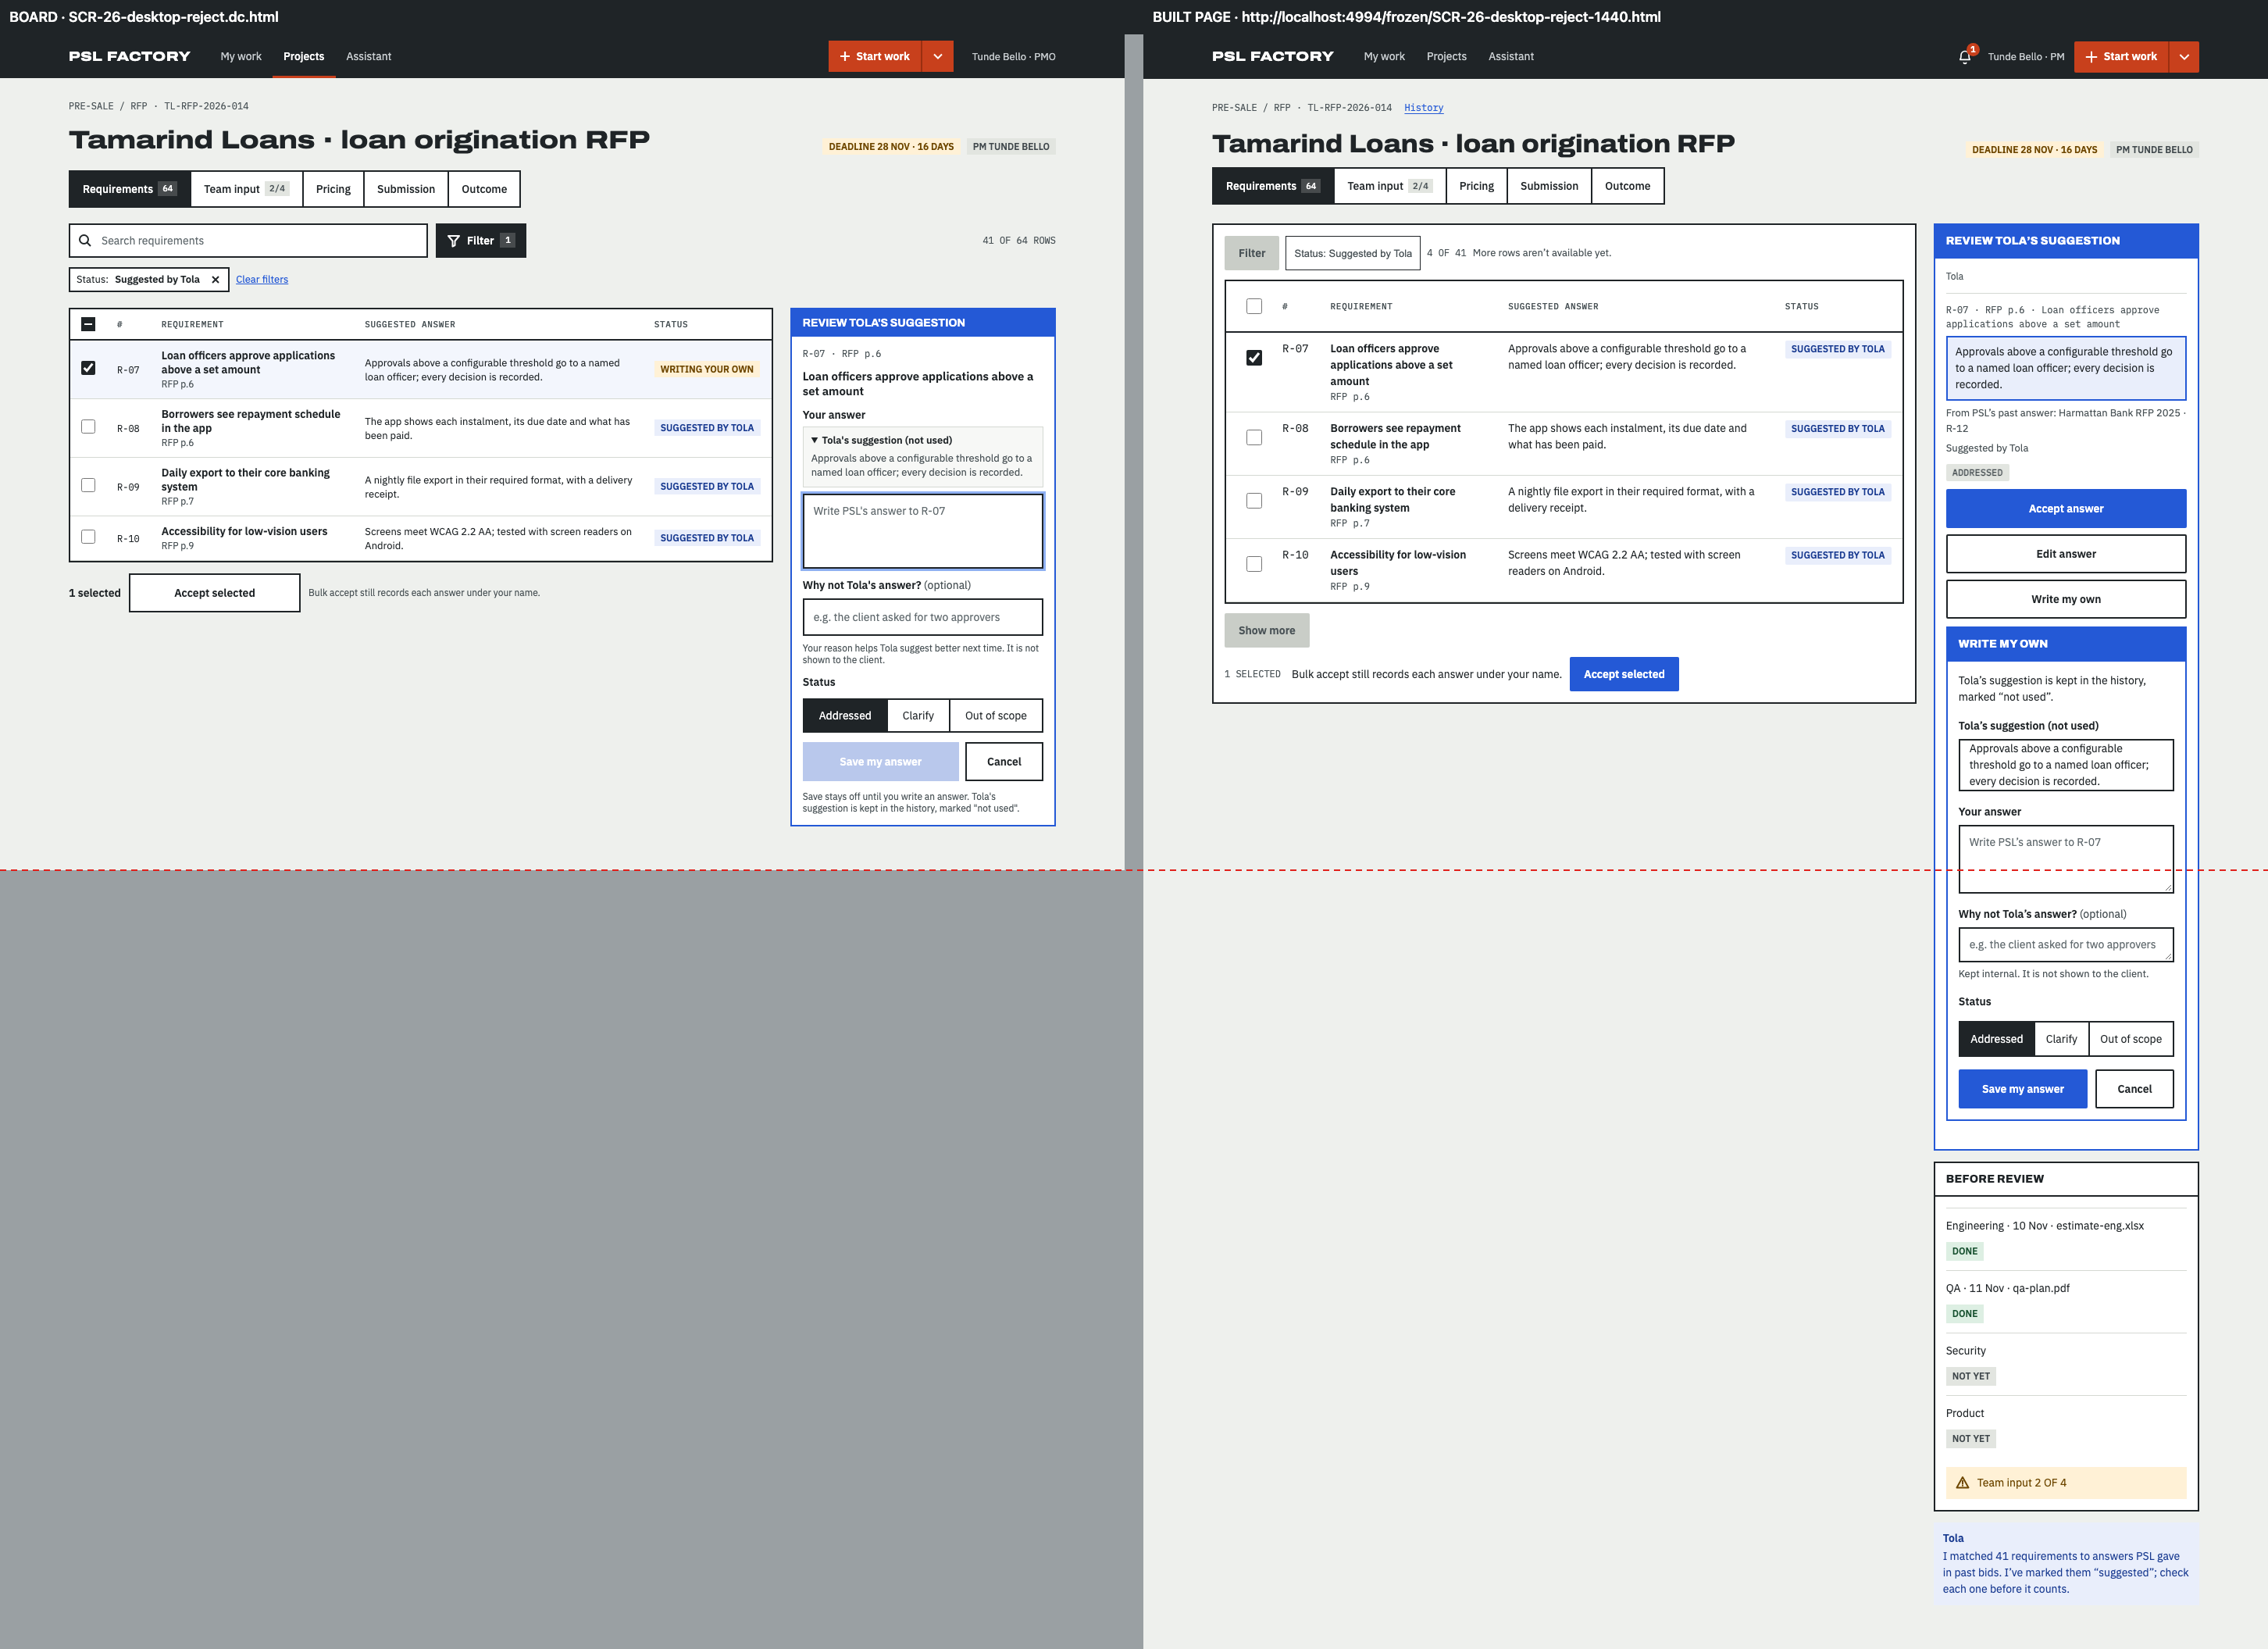 BOARD · SCR-26-desktop-reject.dc.html
PSL FACTORY My work Projects Assistant + Start work Tunde Bello · PMO
PRE-SALE / RFP · TL-RFP-2026-014
Tamarind Loans · loan origination RFP
DEADLINE 28 NOV · 16 DAYS PM TUNDE BELLO
Requirements 64 Team input 2/4 Pricing Submission Outcome
Search requirements Filter 1 41 OF 64 ROWS
Status: Suggested by Tola ✕ Clear filters
# REQUIREMENT SUGGESTED ANSWER STATUS
R-07
Loan officers approve applications
above a set amount
RFP p.6
Approvals above a configurable threshold go to a named
loan officer; every decision is recorded.
WRITING YOUR OWN
R-08
Borrowers see repayment schedule
in the app
RFP p.6
The app shows each instalment, its due date and what has
been paid.
SUGGESTED BY TOLA
R-09
Daily export to their core banking
system
RFP p.7
A nightly file export in their required format, with a delivery
receipt.
SUGGESTED BY TOLA
R-10
Accessibility for low-vision users
RFP p.9
Screens meet WCAG 2.2 AA; tested with screen readers on
Android.
SUGGESTED BY TOLA
1 selected Accept selected Bulk accept still records each answer under your name.
REVIEW TOLA'S SUGGESTION
R-07 · RFP p.6
Loan officers approve applications above a
set amount
Your answer
▼ Tola's suggestion (not used)
Approvals above a configurable threshold go to a
named loan officer; every decision is recorded.
Write PSL's answer to R-07
Why not Tola's answer? (optional)
e.g. the client asked for two approvers
Your reason helps Tola suggest better next time. It is not
shown to the client.
Status
Addressed Clarify Out of scope
Save my answer Cancel
Save stays off until you write an answer. Tola's
suggestion is kept in the history, marked "not used".
BUILT PAGE · http://localhost:4994/frozen/SCR-26-desktop-reject-1440.html
PSL FACTORY My work Projects Assistant 1 Tunde Bello · PM + Start work
PRE-SALE / RFP · TL-RFP-2026-014 History
Tamarind Loans · loan origination RFP
DEADLINE 28 NOV · 16 DAYS PM TUNDE BELLO
Requirements 64 Team input 2/4 Pricing Submission Outcome
Filter Status: Suggested by Tola 4 OF 41 More rows aren’t available yet.
# REQUIREMENT SUGGESTED ANSWER STATUS
R-07
Loan officers approve
applications above a set
amount
RFP p.6
Approvals above a configurable threshold go to a
named loan officer; every decision is recorded.
SUGGESTED BY TOLA
R-08
Borrowers see repayment
schedule in the app
RFP p.6
The app shows each instalment, its due date and
what has been paid.
SUGGESTED BY TOLA
R-09
Daily export to their core
banking system
RFP p.7
A nightly file export in their required format, with a
delivery receipt.
SUGGESTED BY TOLA
R-10
Accessibility for low-vision
users
RFP p.9
Screens meet WCAG 2.2 AA; tested with screen
readers on Android.
SUGGESTED BY TOLA
Show more
1 SELECTED Bulk accept still records each answer under your name. Accept selected
REVIEW TOLA’S SUGGESTION
Tola
R-07 · RFP p.6 · Loan officers approve
applications above a set amount
Approvals above a configurable threshold go
to a named loan officer; every decision is
recorded.
From PSL’s past answer: Harmattan Bank RFP 2025 ·
R-12
Suggested by Tola
ADDRESSED
Accept answer
Edit answer
Write my own
WRITE MY OWN
Tola’s suggestion is kept in the history,
marked “not used”.
Tola’s suggestion (not used)
Approvals above a configurable
threshold go to a named loan officer;
every decision is recorded.
Your answer
Write PSL’s answer to R-07
Why not Tola’s answer? (optional)
e.g. the client asked for two approvers
Kept internal. It is not shown to the client.
Status
Addressed Clarify Out of scope
Save my answer Cancel
BEFORE REVIEW
Engineering · 10 Nov · estimate-eng.xlsx
DONE
QA · 11 Nov · qa-plan.pdf
DONE
Security
NOT YET
Product
NOT YET
Team input 2 OF 4
Tola
I matched 41 requirements to answers PSL gave
in past bids. I’ve marked them “suggested”; check
each one before it counts.